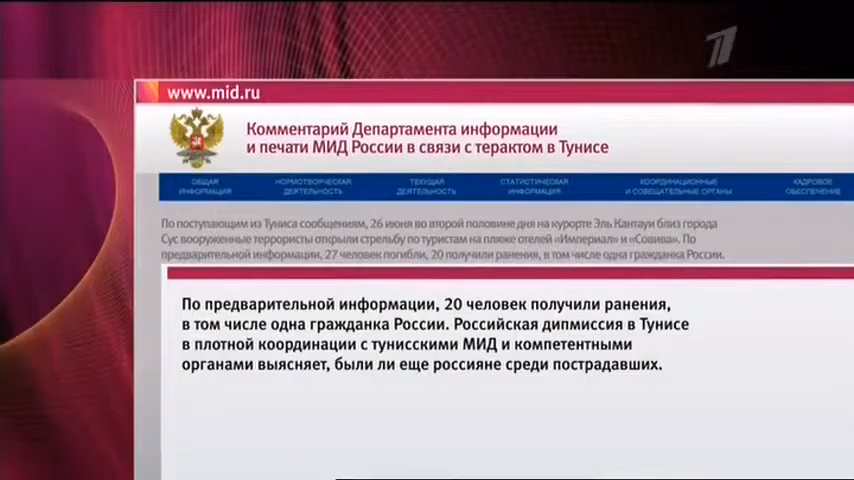 1
www.mid.ru
Комментарий Департамента информации
и печати МИД России в связи с терактом в Тунисе
ОБЩАЯ ИНФОРМАЦИЯ
НОРМОТВОРЧЕСКАЯ ДЕЯТЕЛЬНОСТЬ
ТЕКУЩАЯ ДЕЯТЕЛЬНОСТЬ
СТАТИСТИЧЕСКАЯ ИНФОРМАЦИЯ
КООРДИНАЦИОННЫЕ И СОВЕЩАТЕЛЬНЫЕ ОРГАНЫ
КАДРОВОЕ ОБЕСПЕЧЕНИЕ
По поступающим из Туниса сообщениям, 26 июня во второй половине дня на курорте Эль Кантауи близ города
Сус вооруженные террористы открыли стрельбу по туристам на пляже отелей «Империал» и «Совива». По
предварительной информации, 27 человек погибли, 20 получили ранения, в том числе одна гражданка России.
По предварительной информации, 20 человек получили ранения,
в том числе одна гражданка России. Российская дипмиссия в Тунисе
в плотной координации с тунисскими МИД и компетентными
органами выясняет, были ли еще россияне среди пострадавших.